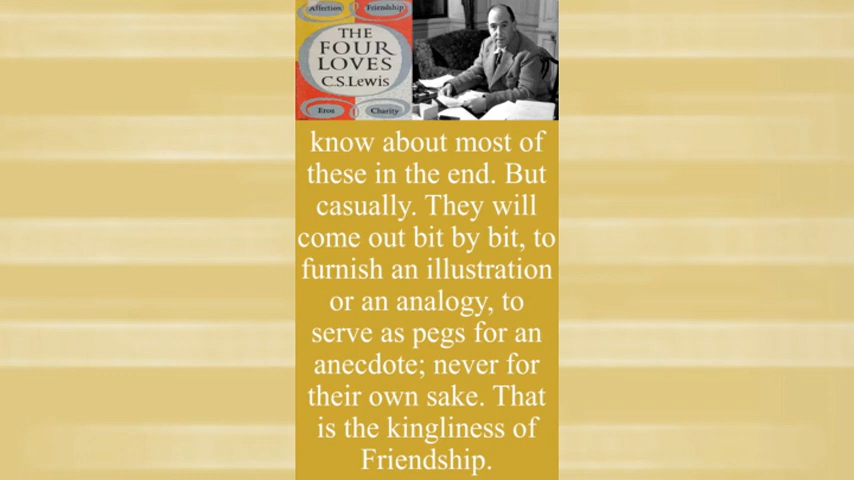 Affection Friendship
THE
FOUR
LOVES
C.S.Lewis
Eros Charity
know about most of
these in the end. But
casually. They will
come out bit by bit, to
furnish an illustration
or an analogy, to
serve as pegs for an
anecdote; never for
their own sake. That
is the kingliness of
Friendship.